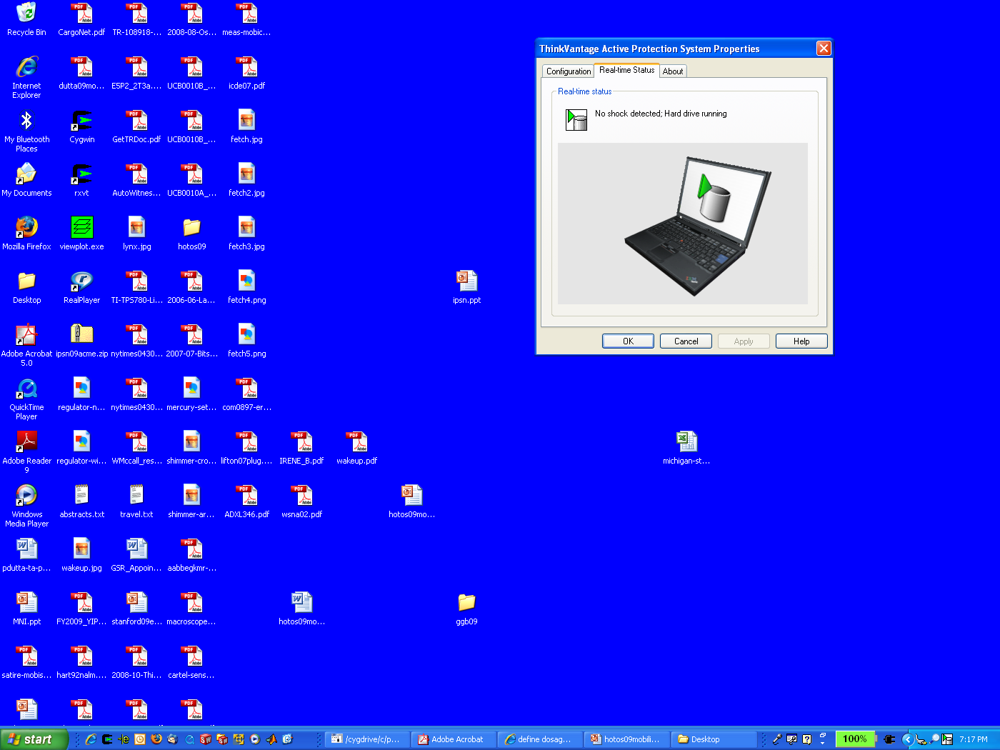 Recycle Bin
CargoNet.pdf
TR-108918-...
2008-08-Os...
meas-mobic...
Internet
Explorer
dutta09mo...
E5P2_2T3a....
UCB0010B_...
icde07.pdf
My Bluetooth
Places
Cygwin
GetTRDoc.pdf
UCB0010B_...
fetch.jpg
My Documents
rxvt
AutoWitnes...
UCB0010A_...
fetch2.jpg
Mozilla Firefox
viewplot.exe
lynx.jpg
hotos09
fetch3.jpg
Desktop
RealPlayer
TI-TPS780-Li...
2006-06-La...
fetch4.png
ipsn.ppt
Adobe Acrobat
5.0
ipsn09acme.zip
nytimes0430...
2007-07-Bits...
fetch5.png
QuickTime
Player
regulator-n...
nytimes0430...
mercury-set...
com0897-er...
Adobe Reader
9
regulator-wi...
WMccall_res...
shimmer-cro...
lifton07plug....
IRENE_B.pdf
wakeup.pdf
michigan-st...
Windows
Media Player
abstracts.txt
travel.txt
shimmer-ar...
ADXL346.pdf
wsna02.pdf
hotos09mo...
pdutta-ta-p...
wakeup.jpg
GSR_Appoin...
aabbegkmr-...
MNI.ppt
FY2009_YIP...
stanford09e...
macroscope...
hotos09mo...
ggb09
satire-mobis...
hart92nalm....
2008-10-Thi...
cartel-sens...
ThinkVantage Active Protection System Properties
Configuration
Real-time Status
About
Real-time status
No shock detected; Hard drive running
OK
Cancel
Apply
Help
start
/cygdrive/c/p...
Adobe Acrobat
define dosag...
hotos09mobili...
Desktop
100%
7:17 PM